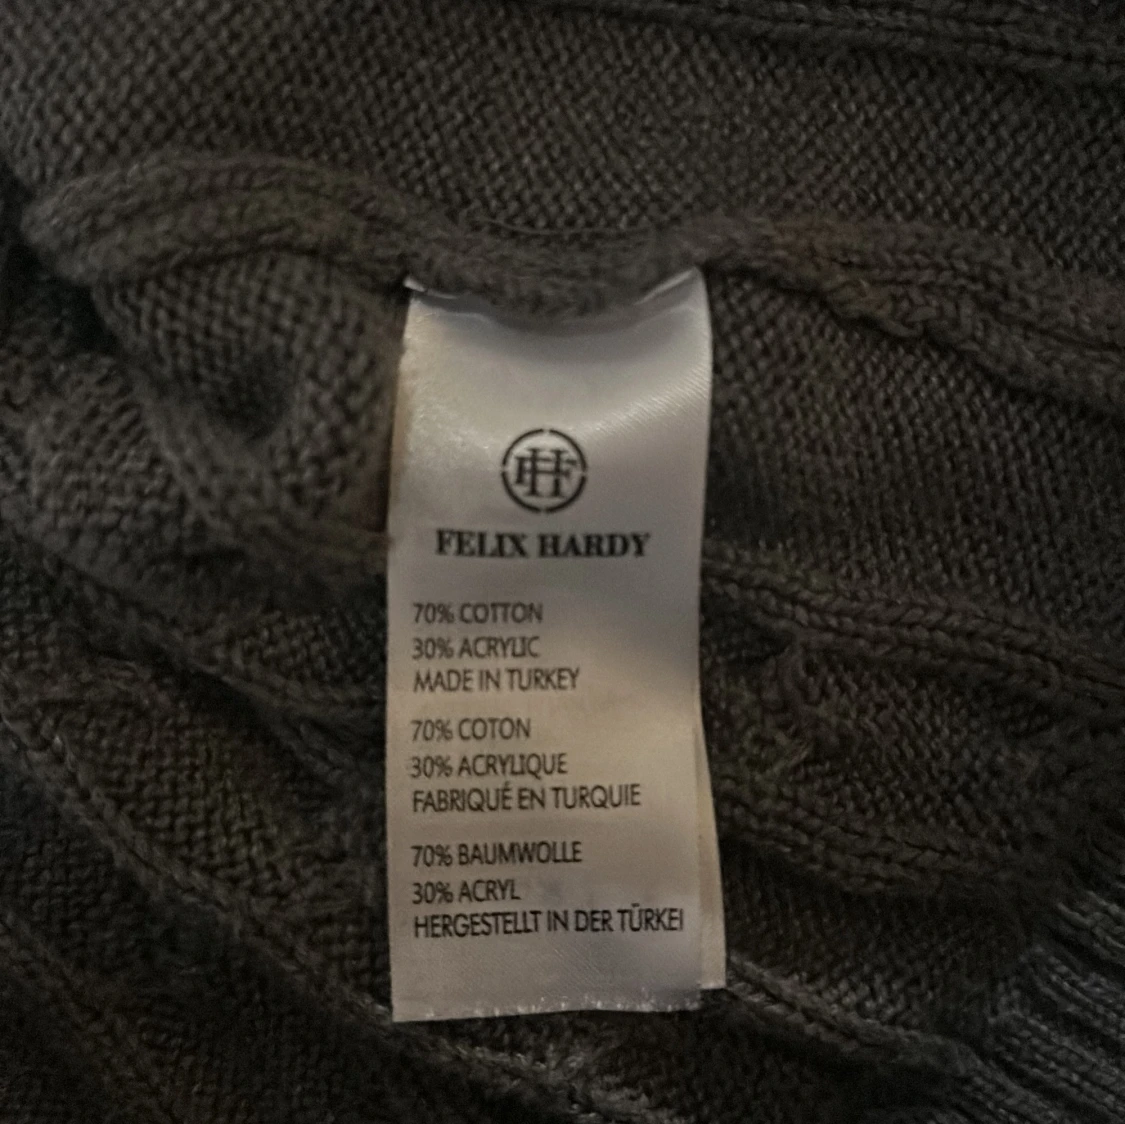 FHF
FELIX HARDY
70% COTTON
30% ACRYLIC
MADE IN TURKEY
70% COTON
30% ACRYLIQUE
FABRIQUÉ EN TURQUIE
70% BAUMWOLLE
30% ACRYL
HERGESTELLT IN DER TÜRKEI